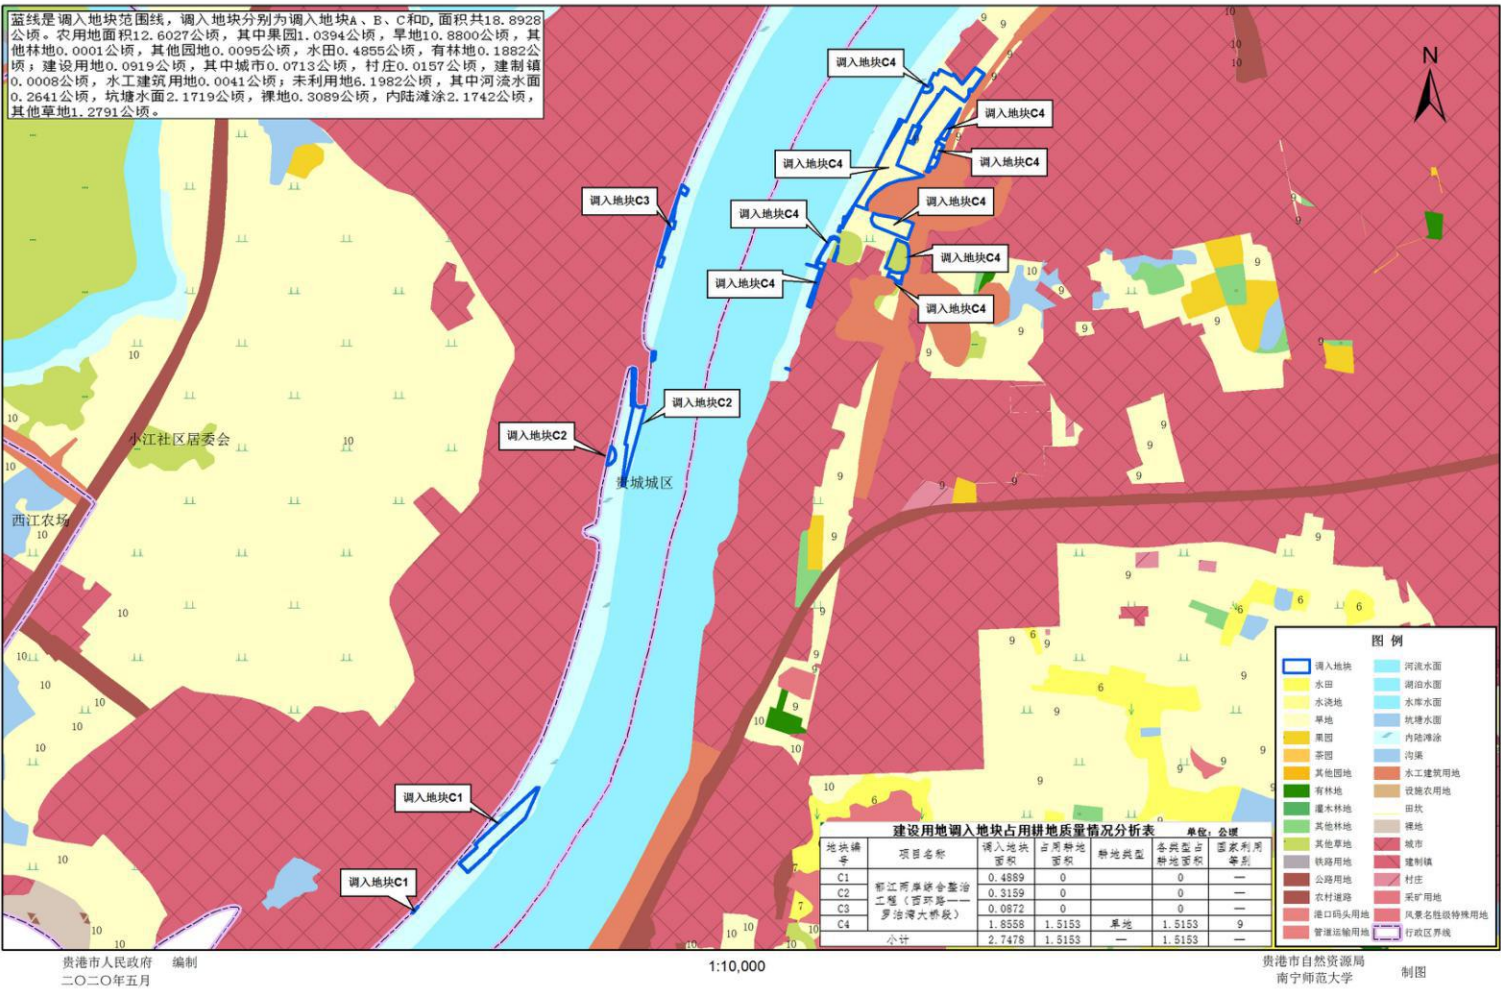 蓝线是调入地块范围线，调入地块分别为调入地块A、B、C和D,面积共18.8928
公顷。农用地面积12.6027公顷，其中果园1.0394公顷，旱地10.8800公顷，其
他林地0.0001公顷，其他园地0.0095公顷，水田0.4855公顷，有林地0.1882公
顷；建设用地0.0919公顷，其中城市0.0713公顷，村庄0.0157公顷，建制镇
0.0008公顷，水工建筑用地0.0041公顷；未利用地6.1982公顷，其中河流水面
0.2641公顷，坑塘水面2.1719公顷，裸地0.3089公顷，内陆滩涂2.1742公顷，
其他草地1.2791公顷。
N
调入地块C4
调入地块C4
调入地块C4
调入地块C4
调入地块C3
调入地块C4
调入地块C4
调入地块C4
调入地块C4
调入地块C4
调入地块C2
调入地块C2
小江社区居委会
贵城城区
西江农场
调入地块C1
调入地块C1
图 例
调入地块
水田
水浇地
旱地
果园
茶园
其他园地
有林地
灌木林地
其他林地
其他草地
铁路用地
公路用地
农村道路
港口码头用地
管道运输用地
河流水面
湖泊水面
水库水面
坑塘水面
内陆滩涂
沟渠
水工建筑用地
设施农用地
田坎
裸地
城市
建制镇
村庄
采矿用地
风景名胜级特殊用地
行政区界线
建设用地调入地块占用耕地质量情况分析表 单位：公顷
地块编号 项目名称 调入地块面积 占用耕地面积 耕地类型 各类型占耕地面积 国家利用等别
郁江两岸综合整治工程（西环路——罗泊湾大桥段）
C1 0.4889 0 0 —
C2 0.3159 0 0 —
C3 0.0872 0 0 —
C4 1.8558 1.5153 旱地 1.5153 9
小计 2.7478 1.5153 — 1.5153 —
贵港市人民政府 编制
二〇二〇年五月
1:10,000
贵港市自然资源局
南宁师范大学
制图